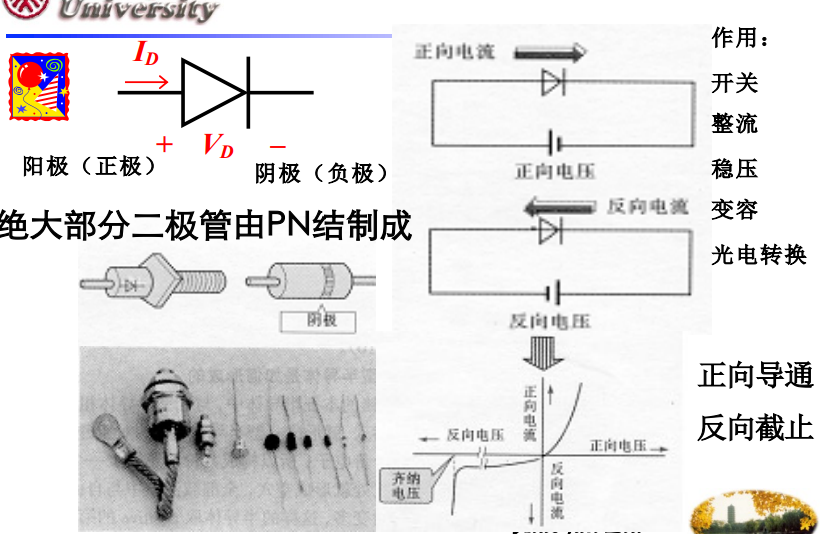 University
作用：
I_D
正向电流
开关
整流
+ V_D −
正向电压
阳极（正极）
阴极（负极）
稳压
反向电流
变容
绝大部分二极管由PN结制成
光电转换
阴极
反向电压
正向导通
正向电流
反向截止
反向电压
正向电压
齐纳
电压
反向电流